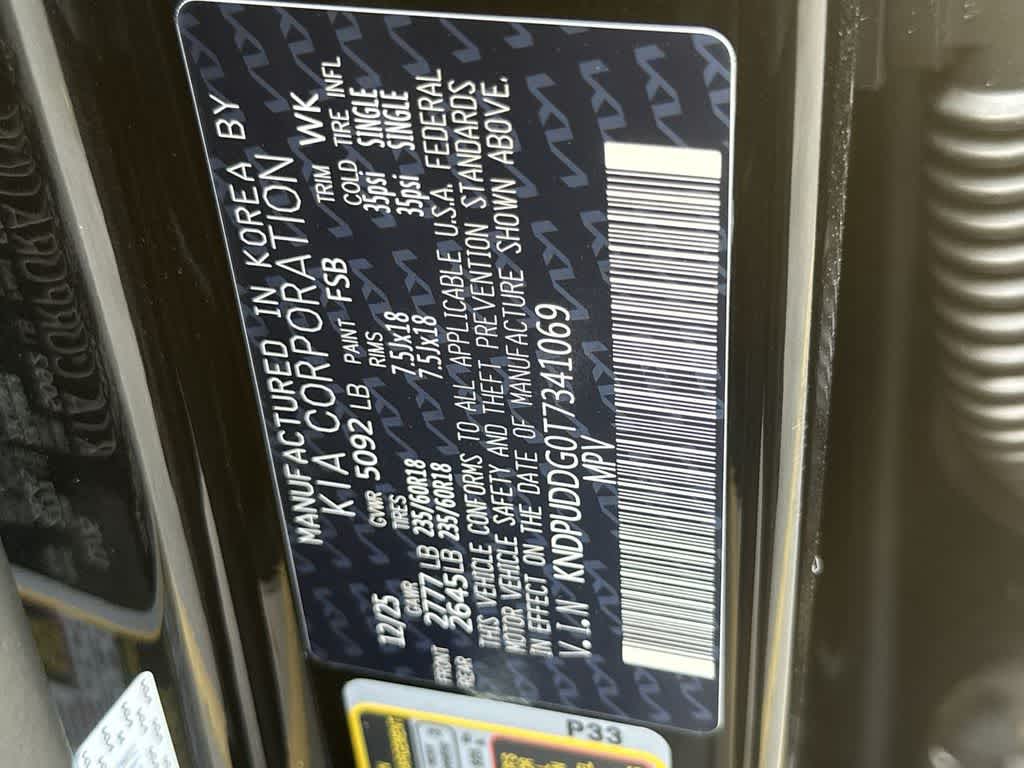 MANUFACTURED IN KOREA BY
KIA CORPORATION
12/25 GVWR 5092 LB PAINT FSB TRIM WK
GAWR TIRES RIMS COLD TIRE INFL
FRONT 2777 LB 235/60R18 7.5Jx18 35psi SINGLE
REAR 2645LB 235/60R18 7.5Jx18 35psi SINGLE
THIS VEHICLE CONFORMS TO ALL APPLICABLE U.S.A. FEDERAL
MOTOR VEHICLE SAFETY AND THEFT PREVENTION STANDARDS
IN EFFECT ON THE DATE OF MANUFACTURE SHOWN ABOVE.
V.I.N KNDPUDDG0T7341069
MPV
P33